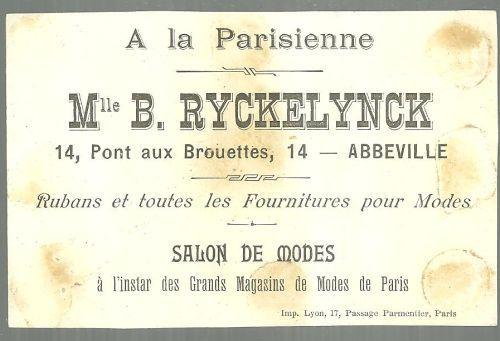 A la Parisienne
Mlle B. RYCKELYNCK
14, Pont aux Brouettes, 14 — ABBEVILLE
Rubans et toutes les Fournitures pour Modes
SALON DE MODES
à l'instar des Grands Magasins de Modes de Paris
Imp. Lyon, 17, Passage Parmentier, Paris